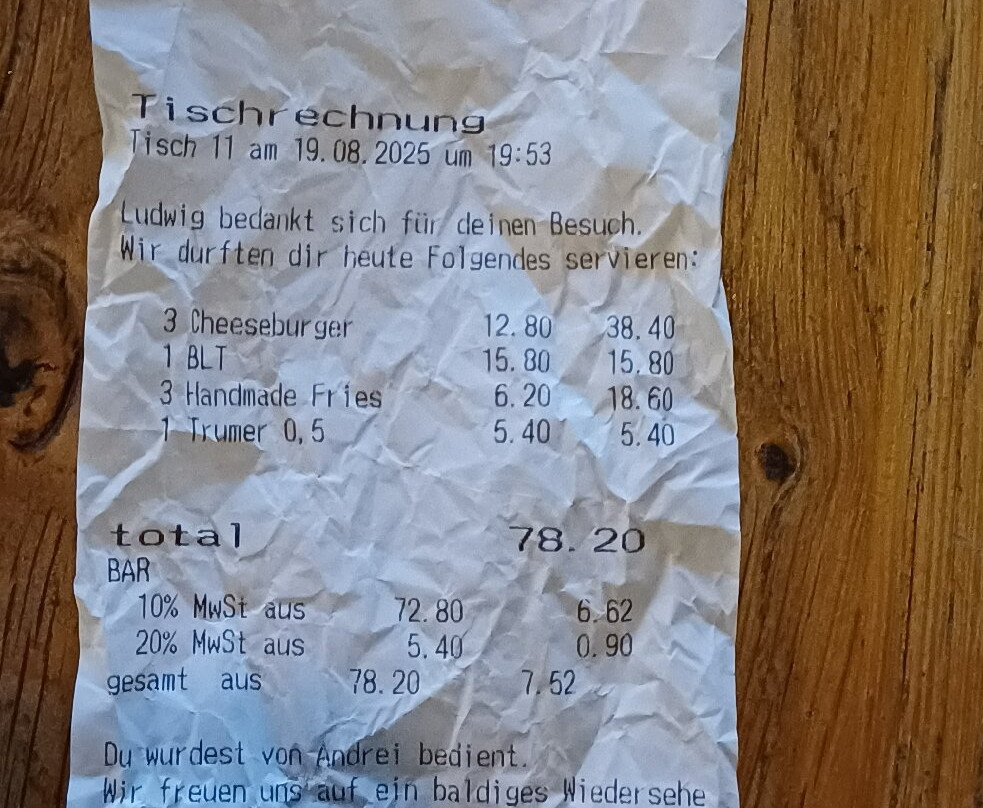 Tischrechnung
Tisch 11 am 19.08.2025 um 19:53
Ludwig bedankt sich für deinen Besuch.
Wir durften dir heute Folgendes servieren:
3 Cheeseburger 12.80 38.40
1 BLT 15.80 15.80
3 Handmade Fries 6.20 18.60
1 Trumer 0,5 5.40 5.40
total 78.20
BAR
10% MwSt aus 72.80 6.62
20% MwSt aus 5.40 0.90
gesamt aus 78.20 7.52
Du wurdest von Andrei bedient.
Wir freuen uns auf ein baldiges Wiedersehe